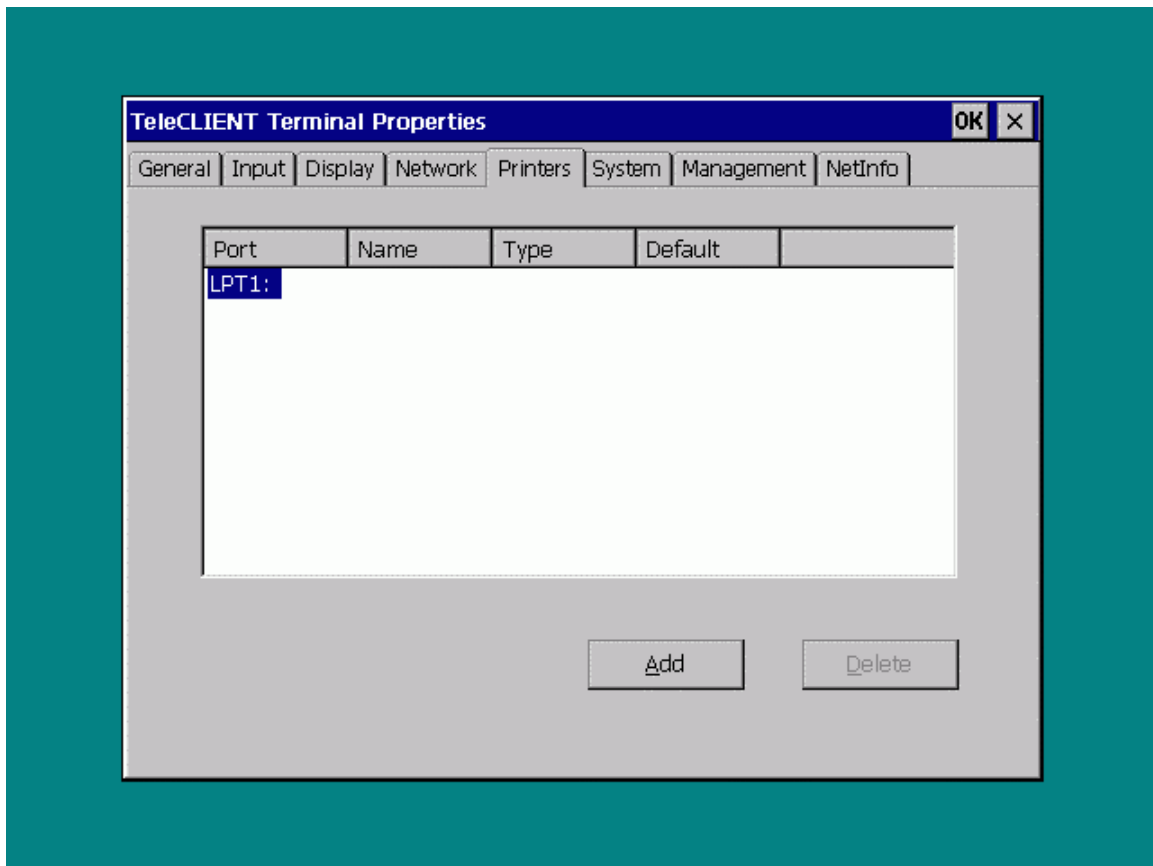 TeleCLIENT Terminal Properties OK ×
General Input Display Network Printers System Management NetInfo
Port Name Type Default
LPT1:
Add Delete